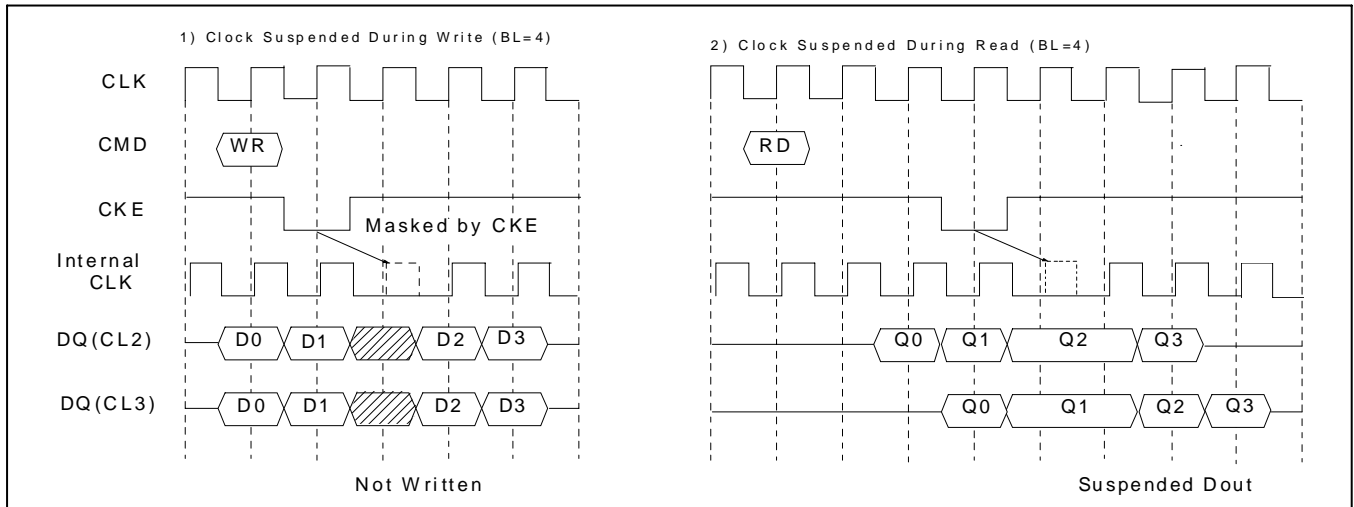 1) Clock Suspended During Write (BL=4)
CLK
CMD
WR
CKE
Masked by CKE
Internal
CLK
DQ(CL2)
D0 D1 D2 D3
DQ(CL3)
D0 D1 D2 D3
Not Written
2) Clock Suspended During Read (BL=4)
RD
Q0 Q1 Q2 Q3
Q0 Q1 Q2 Q3
Suspended Dout